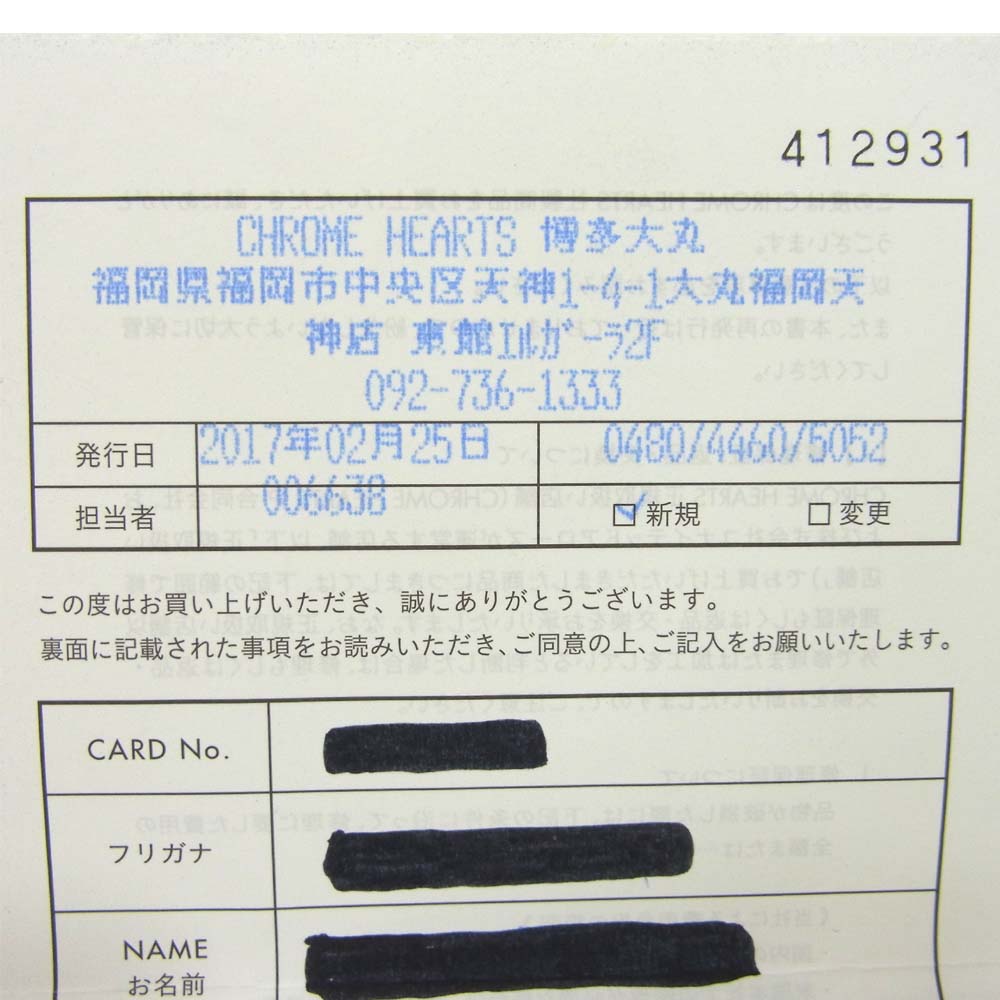 412931
CHROME HEARTS 博多大丸
福岡県福岡市中央区天神1-4-1大丸福岡天
神店 東館エルガーラ2F
092-736-1333
発行日 2017年02月25日 0480/4460/5052
担当者 006638 新規 変更
この度はお買い上げいただき、誠にありがとうございます。
裏面に記載された事項をお読みいただき、ご同意の上、ご記入をお願いいたします。
CARD No.
フリガナ
NAME
お名前